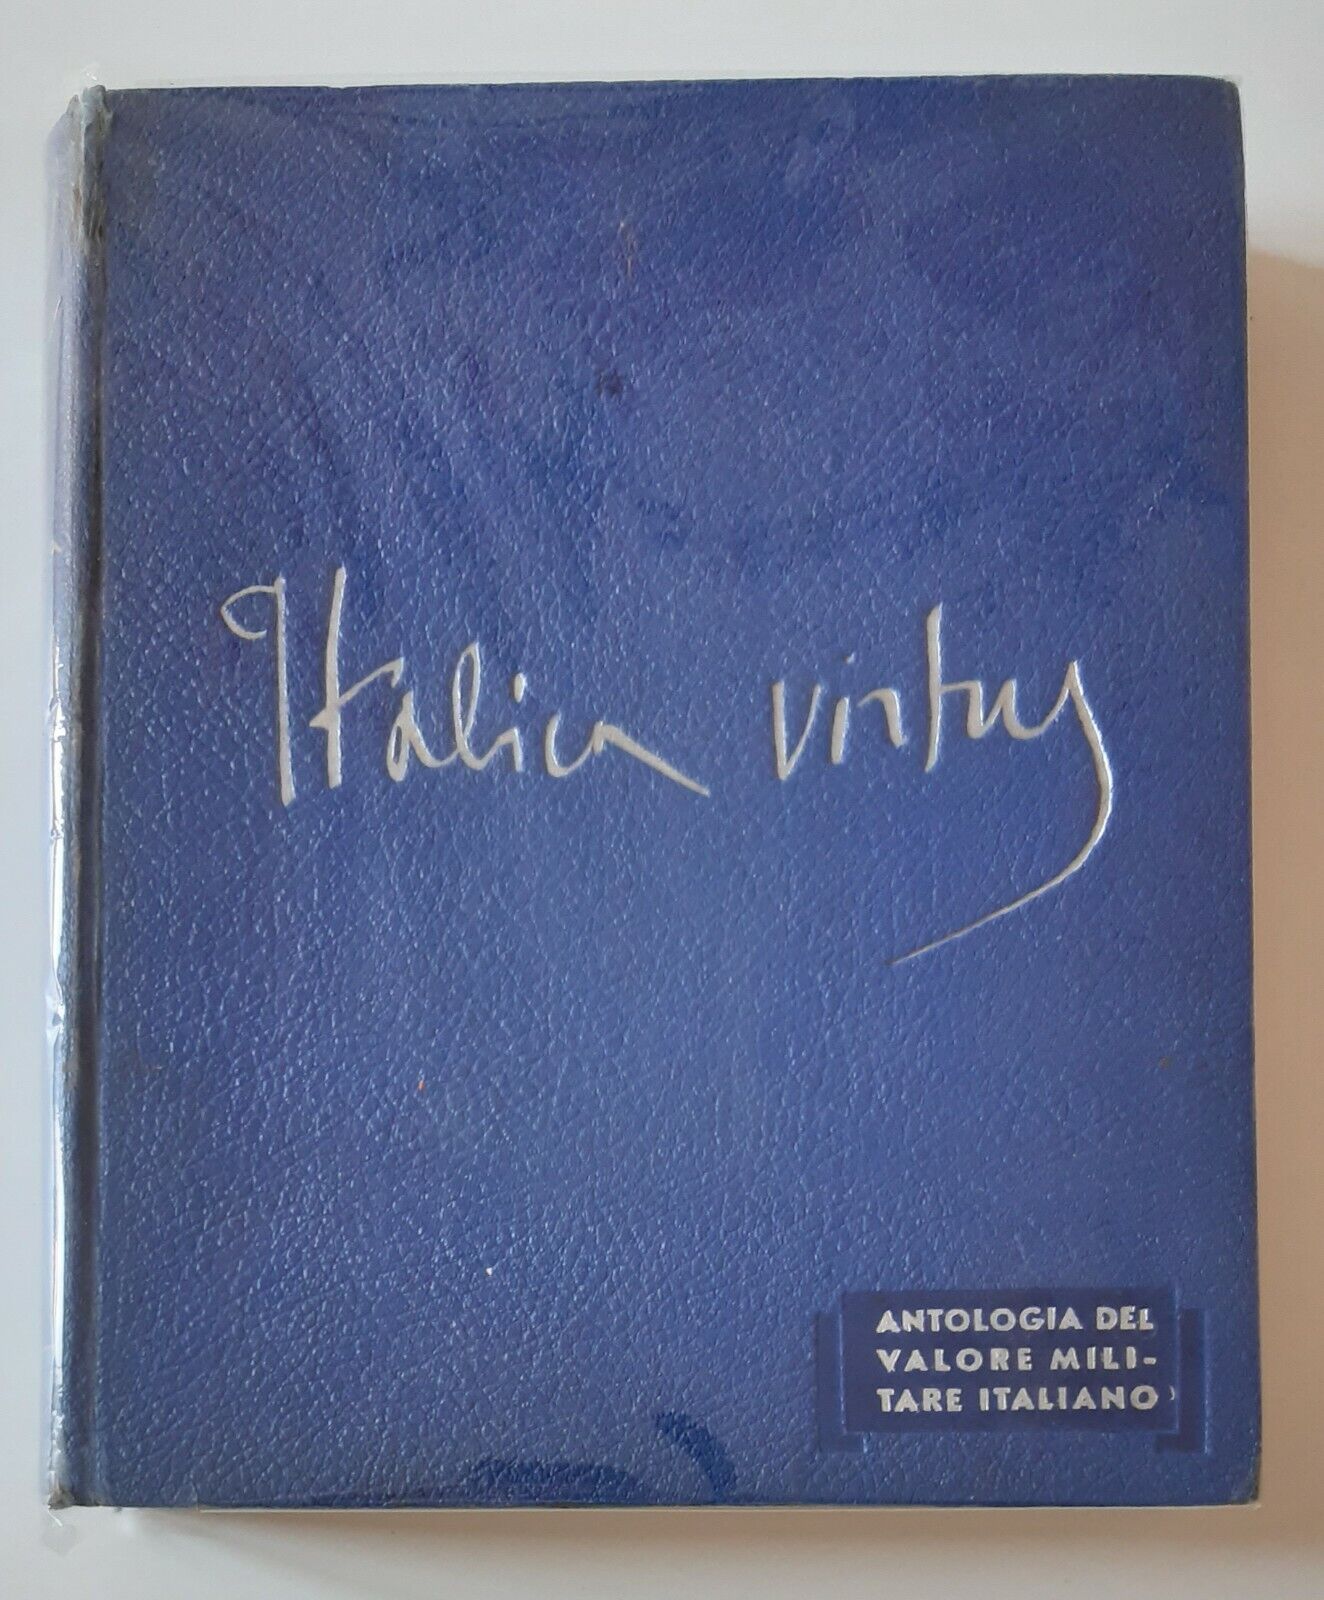 Italica virtus
ANTOLOGIA DEL
VALORE MILI-
TARE ITALIANO